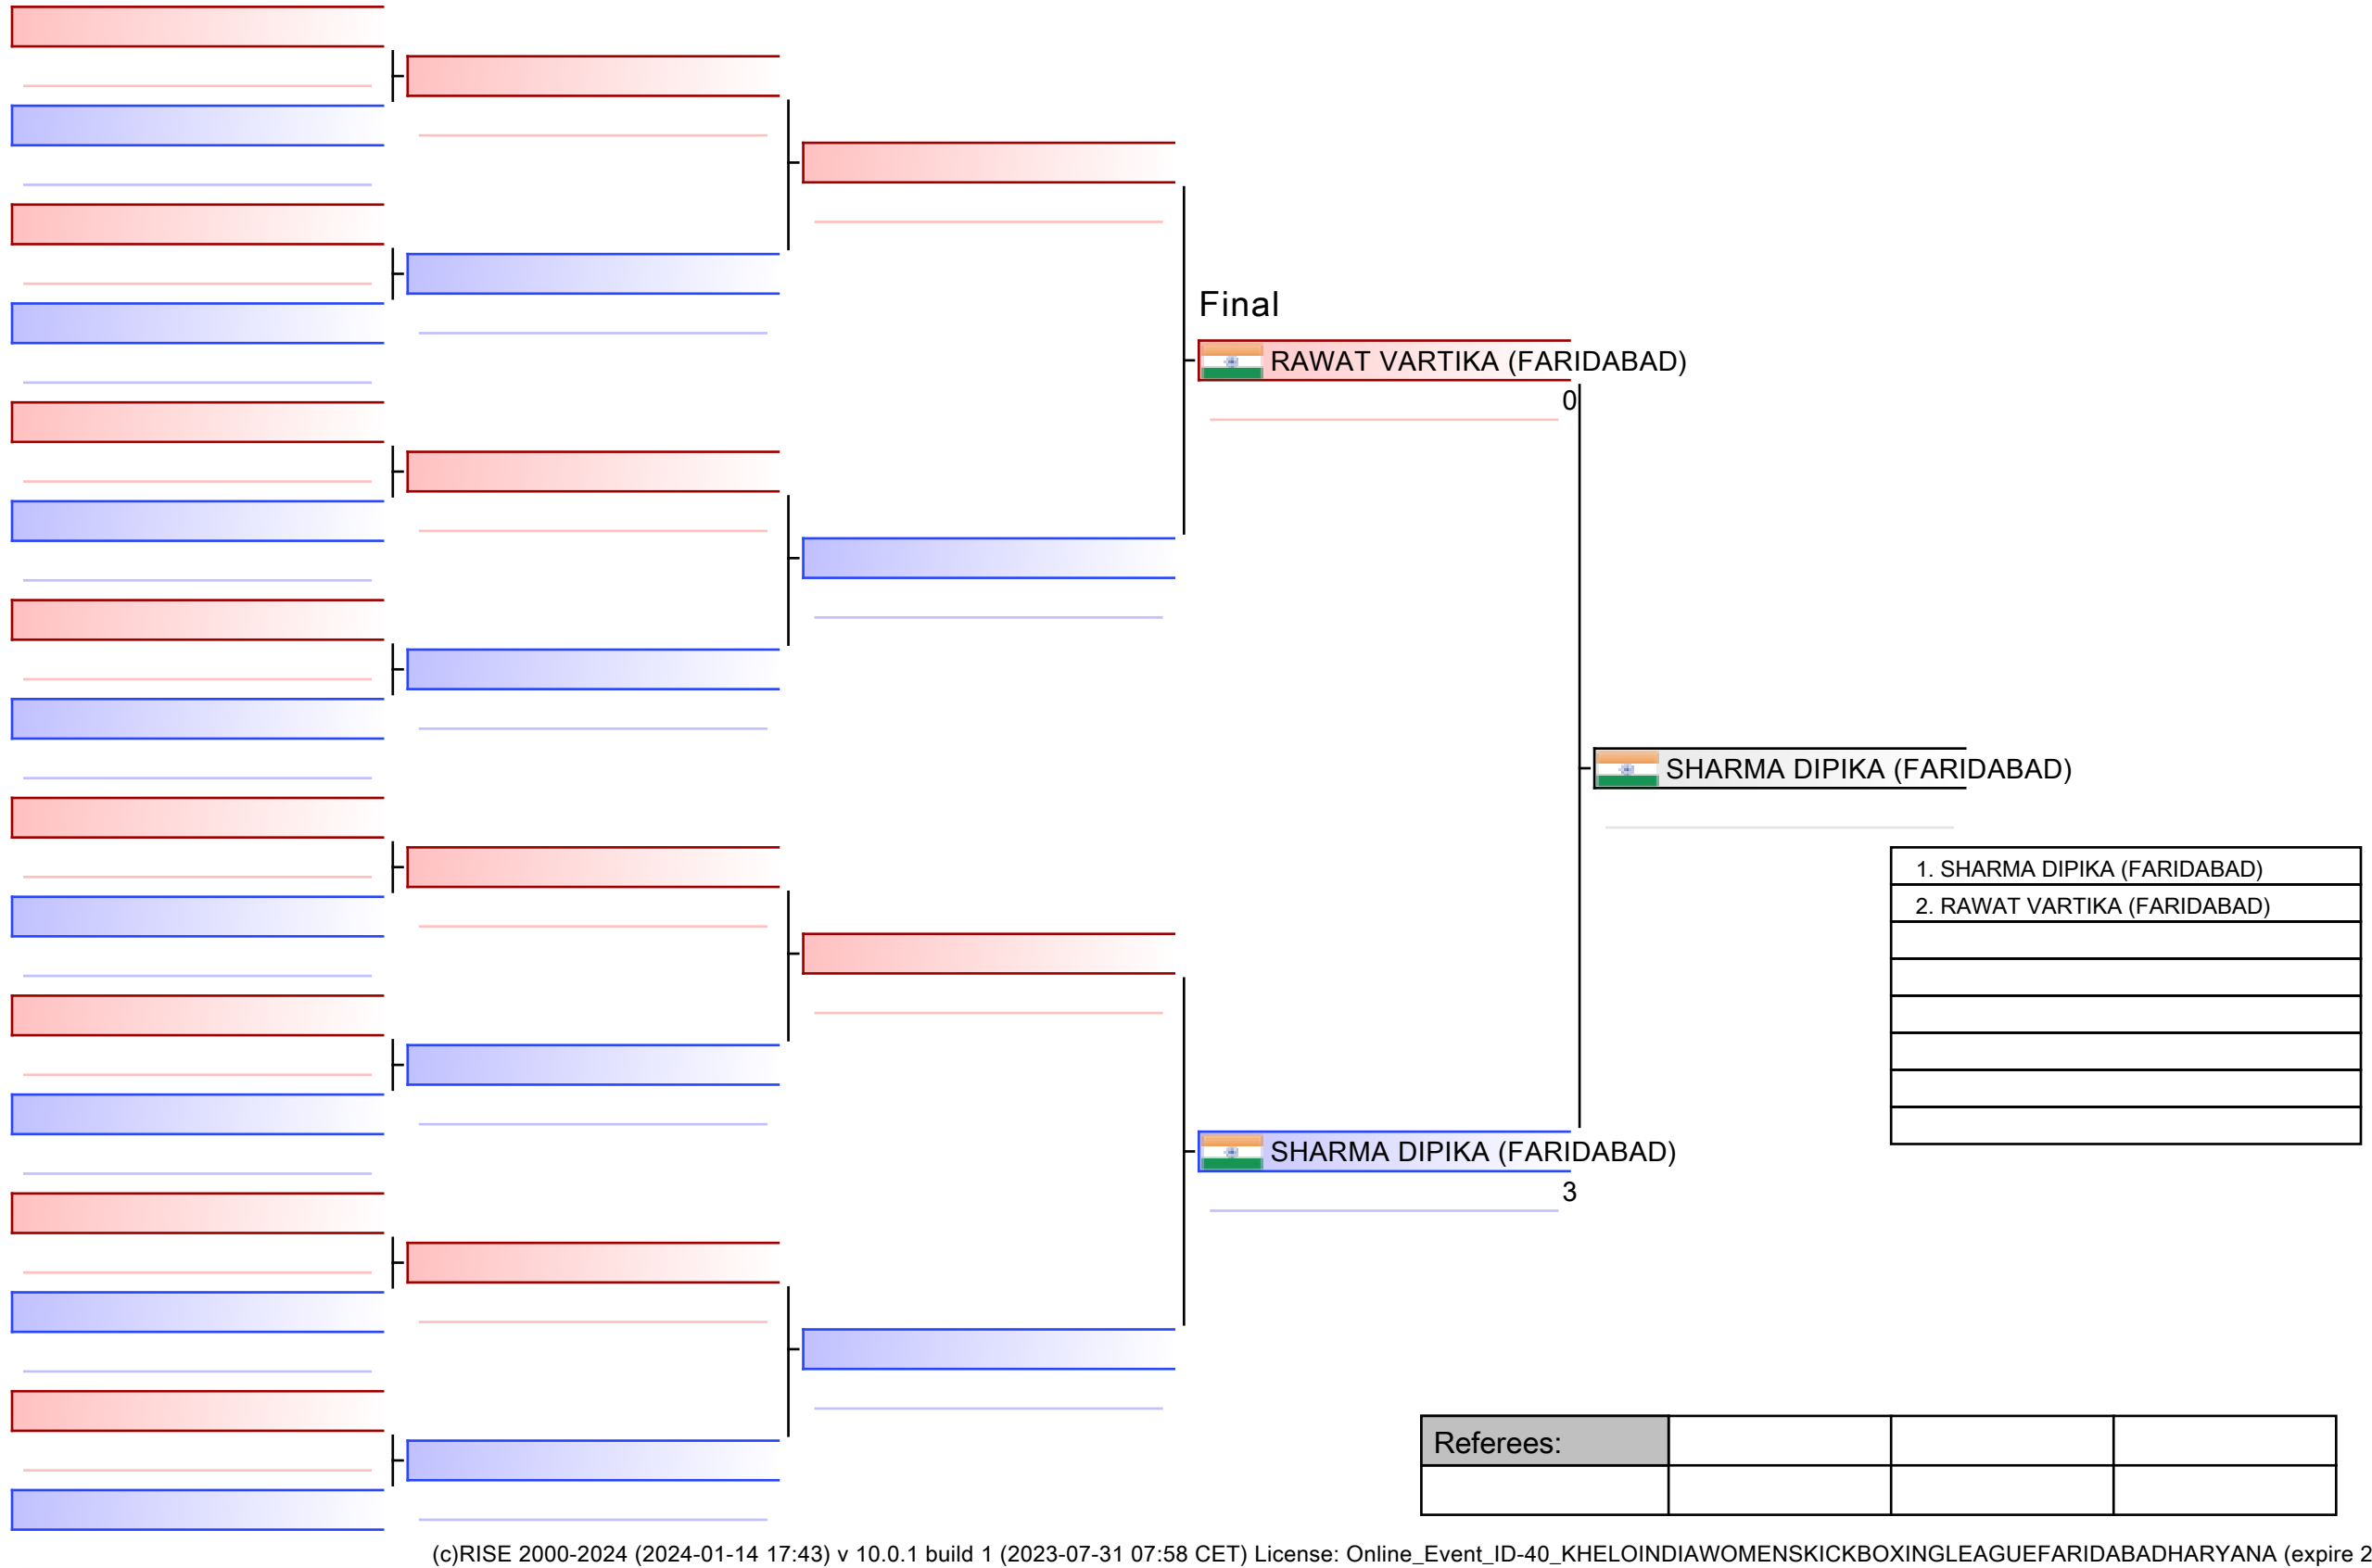 Final
RAWAT VARTIKA (FARIDABAD)
0
SHARMA DIPIKA (FARIDABAD)
1. SHARMA DIPIKA (FARIDABAD)
2. RAWAT VARTIKA (FARIDABAD)
SHARMA DIPIKA (FARIDABAD)
3
Referees:
(c)RISE 2000-2024 (2024-01-14 17:43) v 10.0.1 build 1 (2023-07-31 07:58 CET) License: Online_Event_ID-40_KHELOINDIAWOMENSKICKBOXINGLEAGUEFARIDABADHARYANA (expire 2